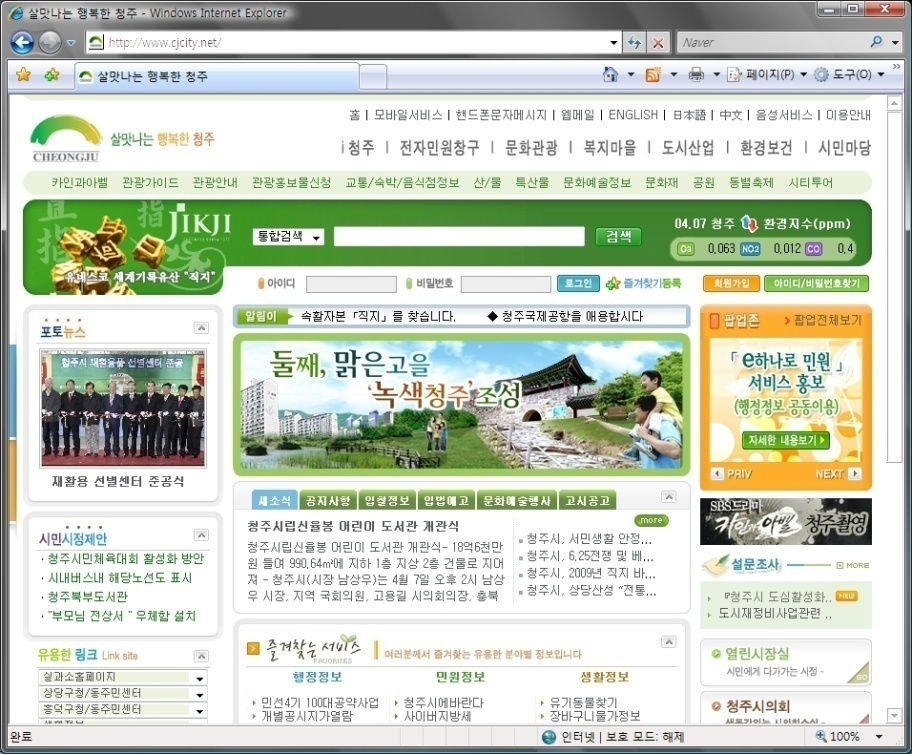 살맛나는 행복한 청주 - Windows Internet Explorer
http://www.cjcity.net/
Naver
살맛나는 행복한 청주
페이지(P)
도구(O)
홈 | 모바일서비스 | 핸드폰문자메시지 | 웹메일 | ENGLISH | 日本語 | 中文 | 음성서비스 | 이용안내
CHEONGJU
살맛나는 행복한 청주
i 청주 | 전자민원창구 | 문화관광 | 복지마을 | 도시산업 | 환경보건 | 시민마당
카인과아벨 관광가이드 관광안내 관광홍보물신청 교통/숙박/음식점정보 산/물 특산물 문화예술정보 문화재 공원 동별축제 시티투어
直指
指
JIKJI
유네스코 세계기록유산 "직지"
통합검색
검색
04.07 청주 환경지수(ppm)
O3 0,063 NO2 0,012 CO 0,4
아이디
비밀번호
로그인
즐겨찾기등록
회원가입
아이디/비밀번호찾기
포토뉴스
청주시 재활용품 선별센터 준공
재활용 선별센터 준공식
알림이
속활자본「직지」를 찾습니다.
◆ 청주국제공항을 애용합시다
둘째, 맑은고을
'녹색청주'조성
팝업존
팝업전체보기
「e하나로 민원」
서비스 홍보
(행정정보 공동이용)
자세한 내용보기
PRIV
NEXT
새소식 공지사항 입찰정보 입법예고 문화예술행사 고시공고
more
청주시립신율봉 어린이 도서관 개관식
청주시립신율봉 어린이 도서관 개관식- 18억6천만
원 들여 990,64㎡에 지하 1층 지상 2층 건물로 지어
져 - 청주시(시장 남상우)는 4월 7일 오후 2시 남상
우 시장, 지역 국회의원, 고용길 시의회의장, 충북
청주시, 서민생활 안정...
청주시, 6.25전쟁 및 베...
청주시, 2009년 직지 바...
청주시, 상당산성 "전통...
SBS드라마
카인과 아벨 청주촬영
시민시정제안
청주시민체육대회 활성화 방안
시내버스내 해당노선도 표시
청주북부도서관
"부모님 전상서 " 우체함 설치
설문조사
MORE
『청주시 도심활성화..
NEW
도시재정비사업관련 ..
즐겨찾는 서비스
FAVORITES
여러분께서 즐겨찾는 유용한 분야별 정보입니다
행정정보
민원정보
생활정보
민선4기 100대공약사업
개별공시지가열람
청주시에바란다
사이버지방세
유기동물찾기
장바구니물가정보
유용한 링크 Link site
실과소홈페이지
상당구청/동주민센터
흥덕구청/동주민센터
열린시장실
시민에게 다가가는 시정 -
GO
청주시의회
완료
인터넷 | 보호 모드: 해제
100%